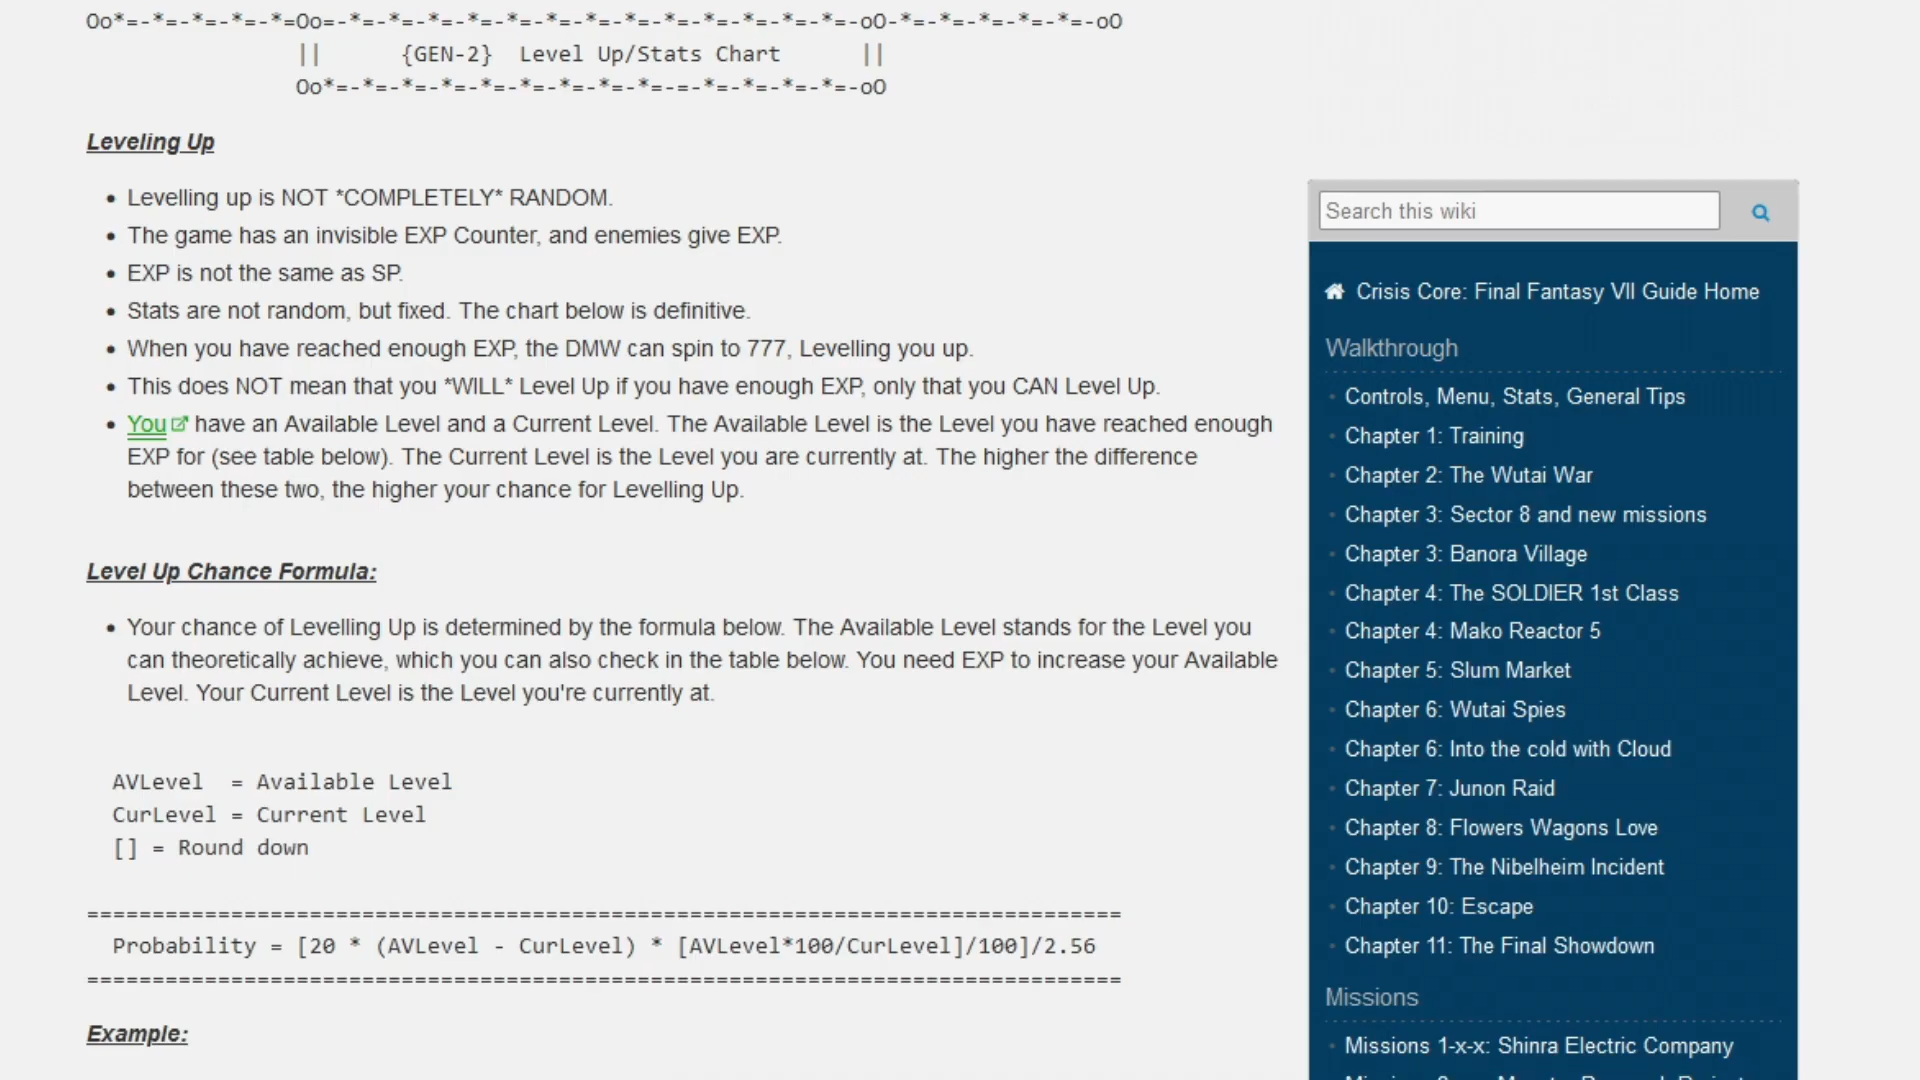 Oo*=-*=-*=-*=-*=-*=-*=Oo=-*=-*=-*=-*=-*=-*=-*=-*=-*=-*=-*=-*=-*=-oO-*=-*=-*=-*=-*=-oO
|| {GEN-2} Level Up/Stats Chart ||
Oo*=-*=-*=-*=-*=-*=-*=-*=-*=-=-*=-*=-*=-*=-oO
Leveling Up
• Levelling up is NOT *COMPLETELY* RANDOM.
• The game has an invisible EXP Counter, and enemies give EXP.
• EXP is not the same as SP.
• Stats are not random, but fixed. The chart below is definitive.
• When you have reached enough EXP, the DMW can spin to 777, Levelling you up.
• This does NOT mean that you *WILL* Level Up if you have enough EXP, only that you CAN Level Up.
• You have an Available Level and a Current Level. The Available Level is the Level you have reached enough
EXP for (see table below). The Current Level is the Level you are currently at. The higher the difference
between these two, the higher your chance for Levelling Up.
Level Up Chance Formula:
• Your chance of Levelling Up is determined by the formula below. The Available Level stands for the Level you
can theoretically achieve, which you can also check in the table below. You need EXP to increase your Available
Level. Your Current Level is the Level you're currently at.
AVLevel = Available Level
CurLevel = Current Level
[] = Round down
===============================================================================
Probability = [20 * (AVLevel - CurLevel) * [AVLevel*100/CurLevel]/100]/2.56
===============================================================================
Example:
Search this wiki
Crisis Core: Final Fantasy VII Guide Home
Walkthrough
Controls, Menu, Stats, General Tips
Chapter 1: Training
Chapter 2: The Wutai War
Chapter 3: Sector 8 and new missions
Chapter 3: Banora Village
Chapter 4: The SOLDIER 1st Class
Chapter 4: Mako Reactor 5
Chapter 5: Slum Market
Chapter 6: Wutai Spies
Chapter 6: Into the cold with Cloud
Chapter 7: Junon Raid
Chapter 8: Flowers Wagons Love
Chapter 9: The Nibelheim Incident
Chapter 10: Escape
Chapter 11: The Final Showdown
Missions
Missions 1-x-x: Shinra Electric Company